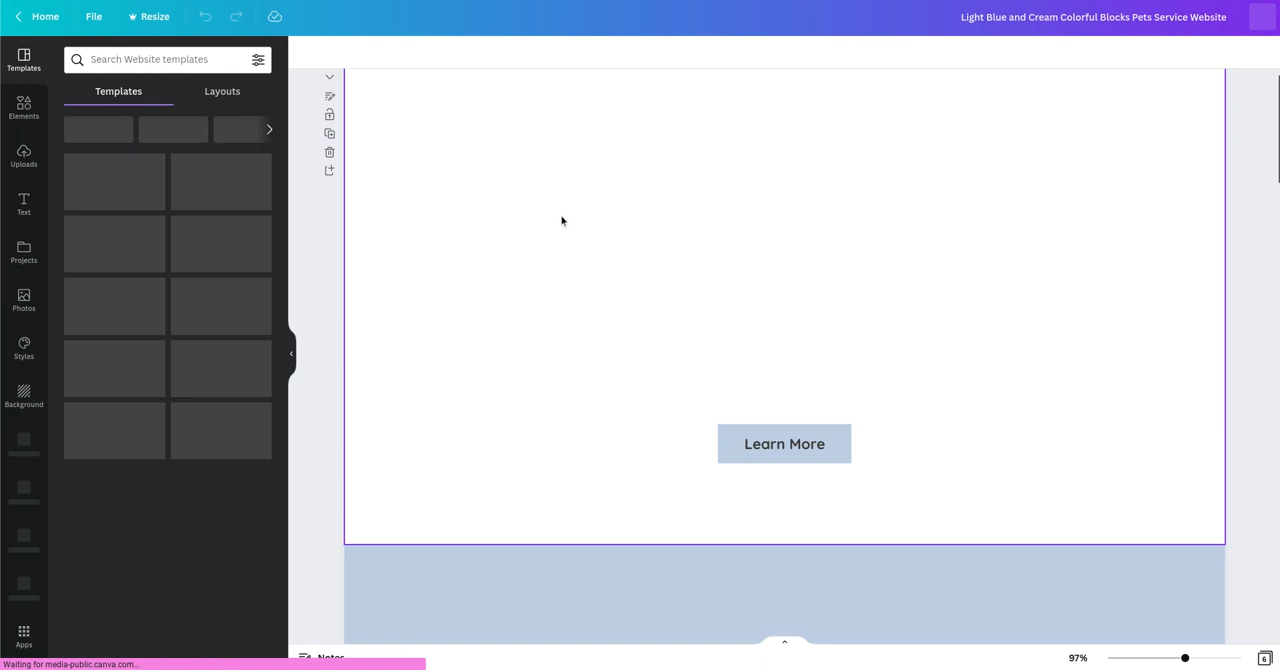 Home File Resize Light Blue and Cream Colorful Blocks Pets Service Website
Templates
Search Website templates
Templates Layouts
Elements
Uploads
Text
Projects
Photos
Styles
Background
Learn More
Apps
Notes 97% 6
Waiting for media-public.canva.com...